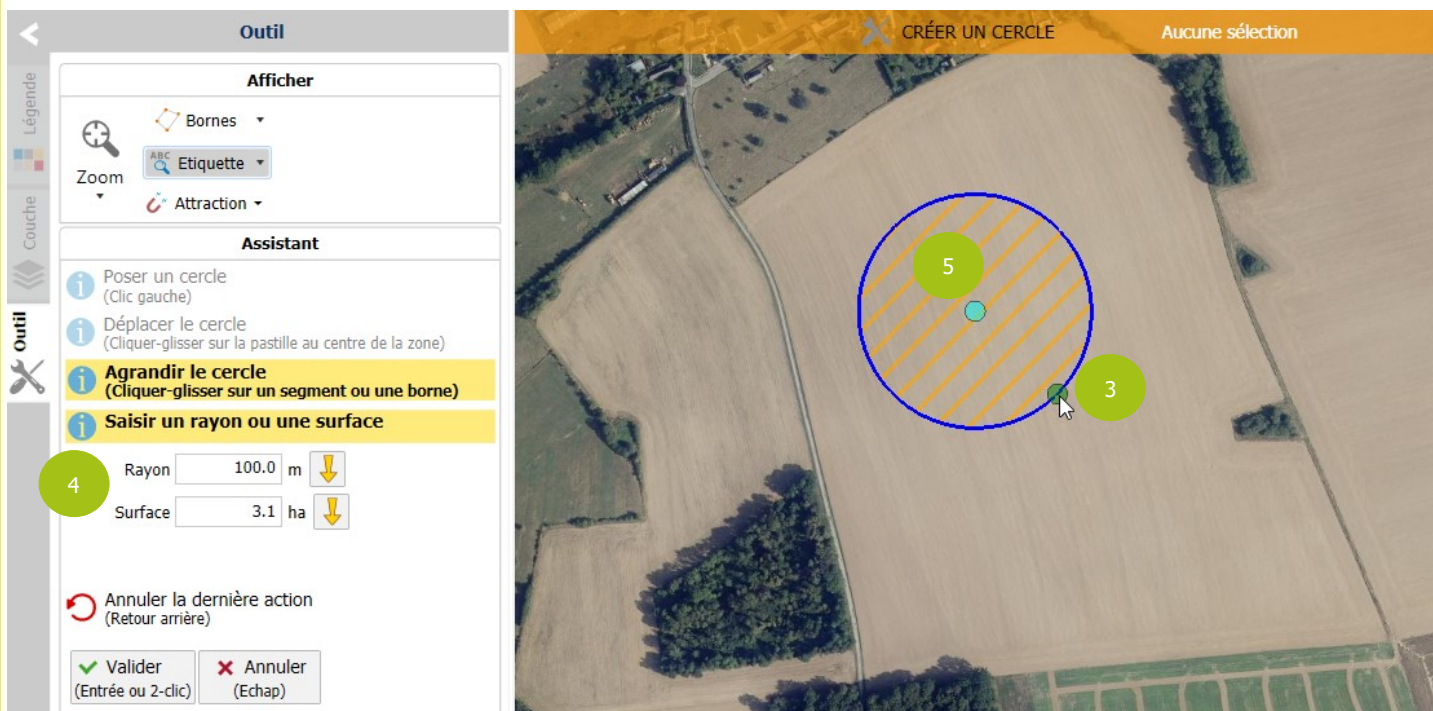 Outil
CRÉER UN CERCLE
Aucune sélection
Légende
Couche
Outil
Afficher
Zoom
Bornes
ABC
Etiquette
Attraction
Assistant
Poser un cercle
(Clic gauche)
Déplacer le cercle
(Cliquer-glisser sur la pastille au centre de la zone)
Agrandir le cercle
(Cliquer-glisser sur un segment ou une borne)
Saisir un rayon ou une surface
4
Rayon 100.0 m
Surface 3.1 ha
Annuler la dernière action
(Retour arrière)
Valider
(Entrée ou 2-clic)
Annuler
(Echap)
5
3